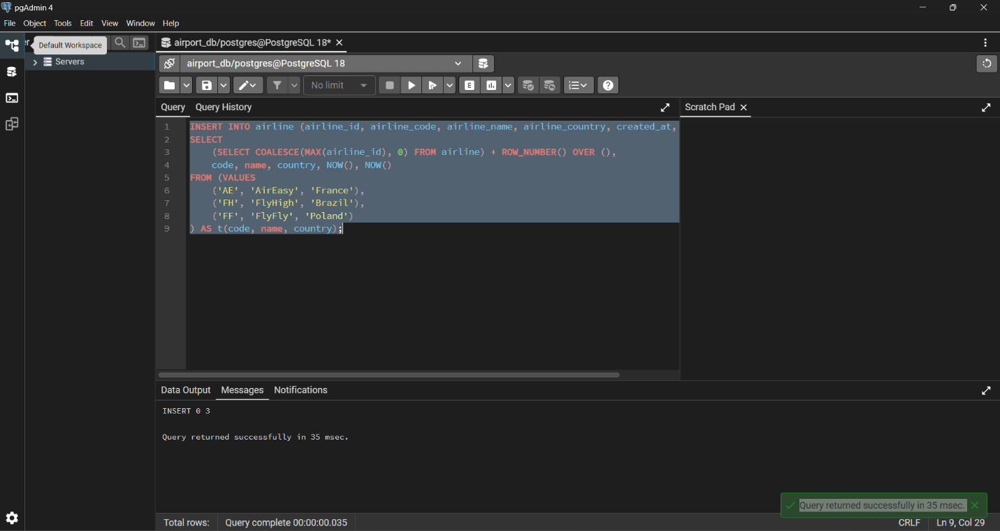 pgAdmin 4
File Object Tools Edit View Window Help
Default Workspace
airport_db/postgres@PostgreSQL 18*
Servers
airport_db/postgres@PostgreSQL 18
No limit
E
Query Query History
Scratch Pad
1 INSERT INTO airline (airline_id, airline_code, airline_name, airline_country, created_at,
2 SELECT
3 (SELECT COALESCE(MAX(airline_id), 0) FROM airline) + ROW_NUMBER() OVER (),
4 code, name, country, NOW(), NOW()
5 FROM (VALUES
6 ('AE', 'AirEasy', 'France'),
7 ('FH', 'FlyHigh', 'Brazil'),
8 ('FF', 'FlyFly', 'Poland')
9 ) AS t(code, name, country);
Data Output Messages Notifications
INSERT 0 3
Query returned successfully in 35 msec.
Query returned successfully in 35 msec.
Total rows: Query complete 00:00:00.035 CRLF Ln 9, Col 29